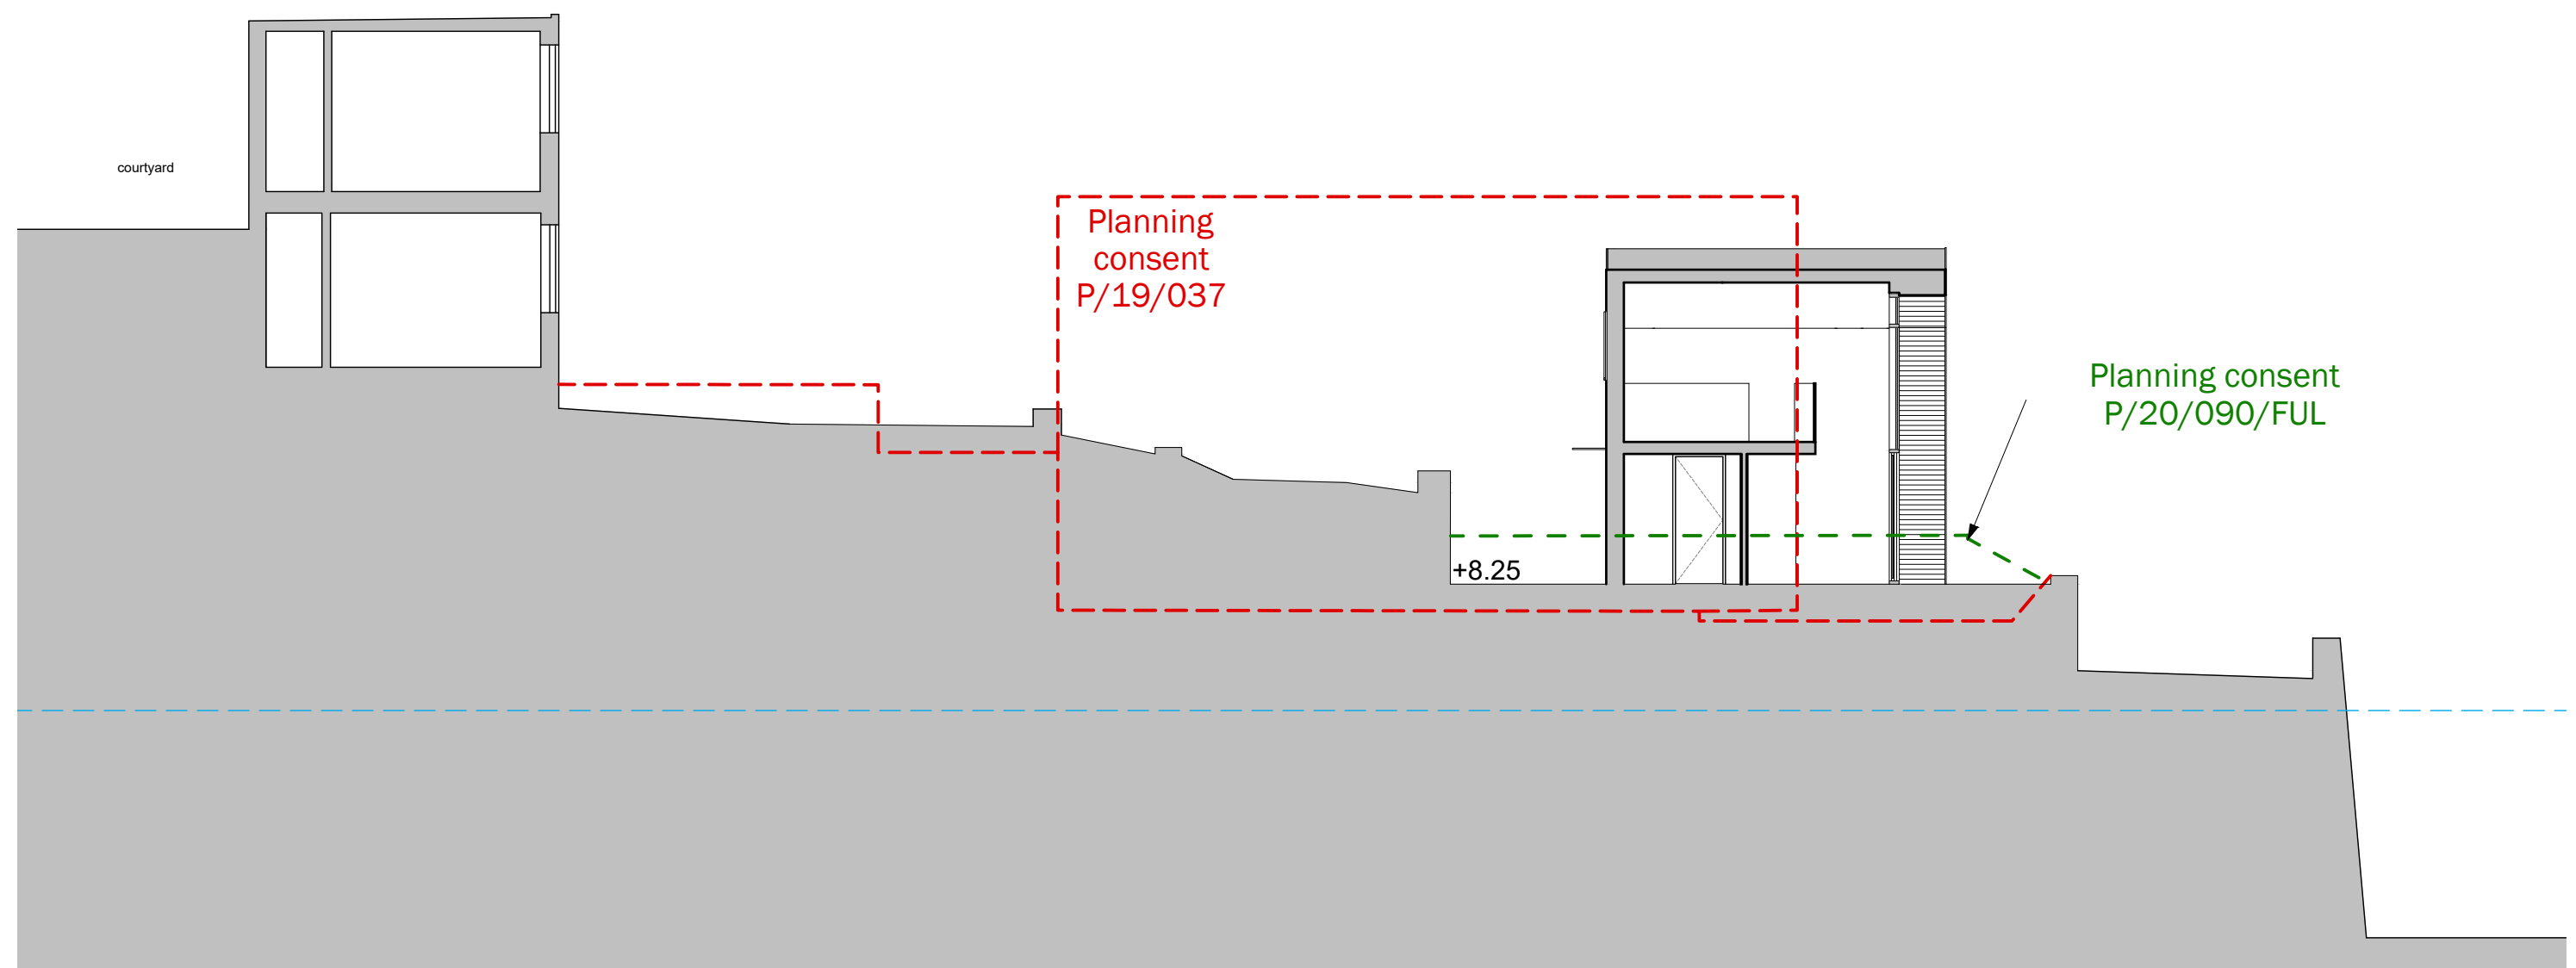 courtyard
Planning
consent
P/19/037
Planning consent
P/20/090/FUL
+8.25